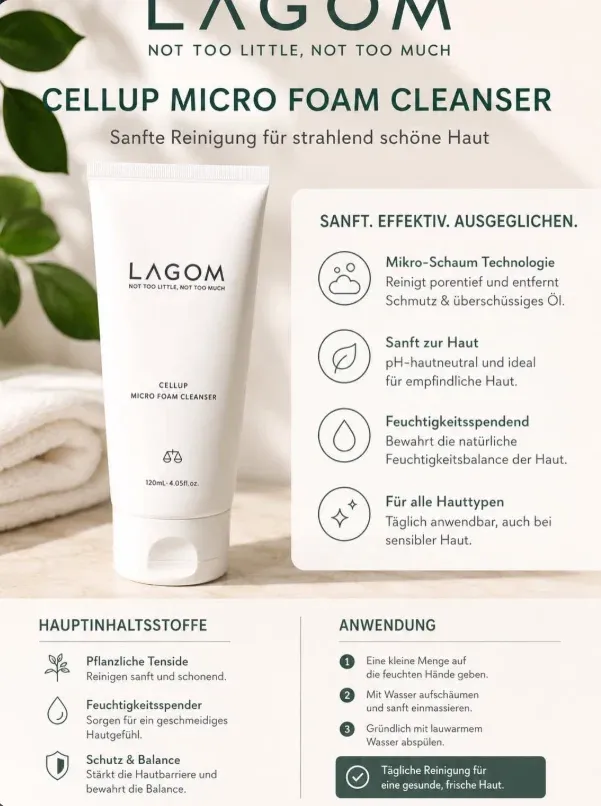 LAGOM
NOT TOO LITTLE, NOT TOO MUCH
CELLUP MICRO FOAM CLEANSER
Sanfte Reinigung für strahlend schöne Haut
LAGOM
NOT TOO LITTLE, NOT TOO MUCH
CELLUP
MICRO FOAM CLEANSER
120mL·4.05fl.oz.
SANFT. EFFEKTIV. AUSGEGLICHEN.
Mikro-Schaum Technologie
Reinigt porentief und entfernt
Schmutz & überschüssiges Öl.
Sanft zur Haut
pH-hautneutral und ideal
für empfindliche Haut.
Feuchtigkeitsspendend
Bewahrt die natürliche
Feuchtigkeitsbalance der Haut.
Für alle Hauttypen
Täglich anwendbar, auch bei
sensibler Haut.
HAUPTINHALTSSTOFFE
Pflanzliche Tenside
Reinigen sanft und schonend.
Feuchtigkeitsspender
Sorgen für ein geschmeidiges
Hautgefühl.
Schutz & Balance
Stärkt die Hautbarriere und
bewahrt die Balance.
ANWENDUNG
1 Eine kleine Menge auf
die feuchten Hände geben.
2 Mit Wasser aufschäumen
und sanft einmassieren.
3 Gründlich mit lauwarmem
Wasser abspülen.
Tägliche Reinigung für
eine gesunde, frische Haut.